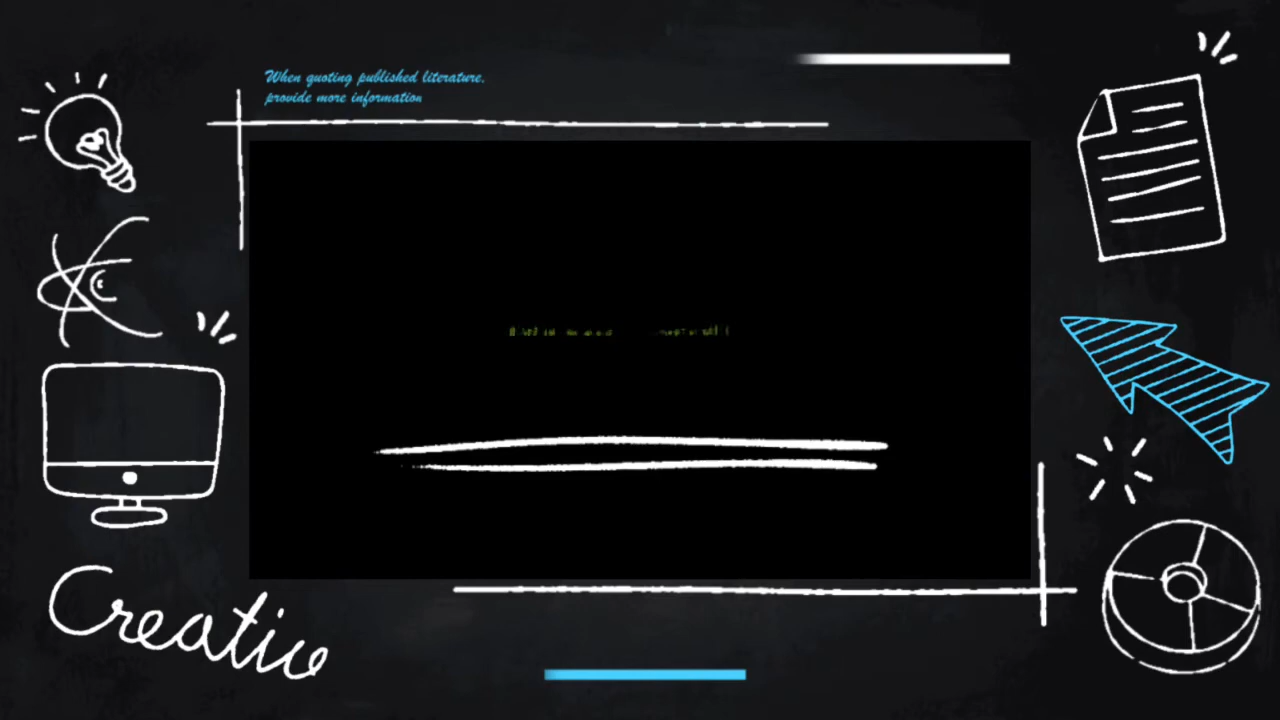 When quoting published literature.
provide more information
Creative